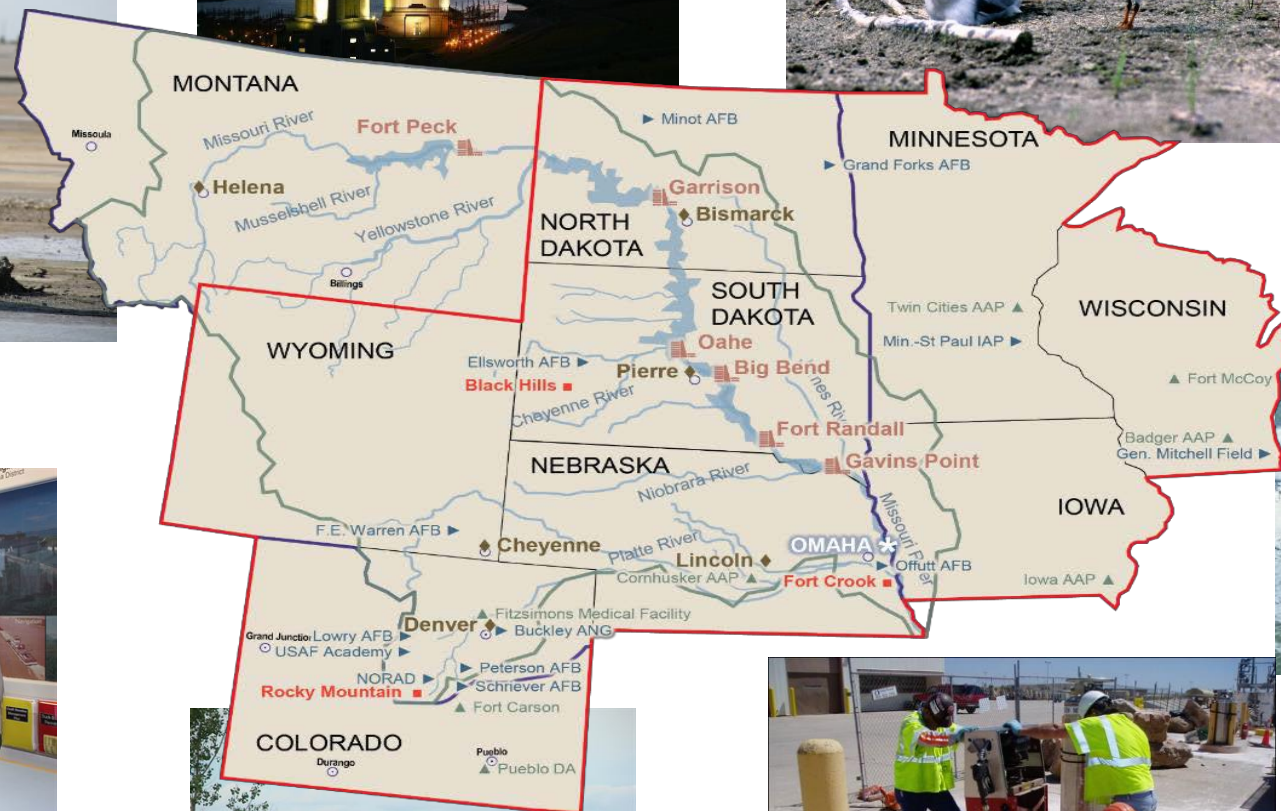 MONTANA
Missouri River
Fort Peck
Missoula
Helena
Musselshell River
Yellowstone River
Billings
Minot AFB
MINNESOTA
Grand Forks AFB
Garrison
Bismarck
NORTH
DAKOTA
SOUTH
DAKOTA
Twin Cities AAP
WISCONSIN
Min.-St Paul IAP
WYOMING
Oahe
Ellsworth AFB
Pierre
Big Bend
Black Hills
Fort McCoy
Cheyenne River
Fort Randall
Badger AAP
Gen. Mitchell Field
NEBRASKA
Gavins Point
Niobrara River
Missouri River
IOWA
F.E. Warren AFB
Cheyenne
Platte River
OMAHA
Lincoln
Offutt AFB
Cornhusker AAP
Fort Crook
Iowa AAP
Fitzsimons Medical Facility
Denver
Buckley ANG
Grand Junctio
Lowry AFB
USAF Academy
Peterson AFB
NORAD
Schriever AFB
Rocky Mountain
Fort Carson
COLORADO
Durango
Pueblo
Pueblo DA
District